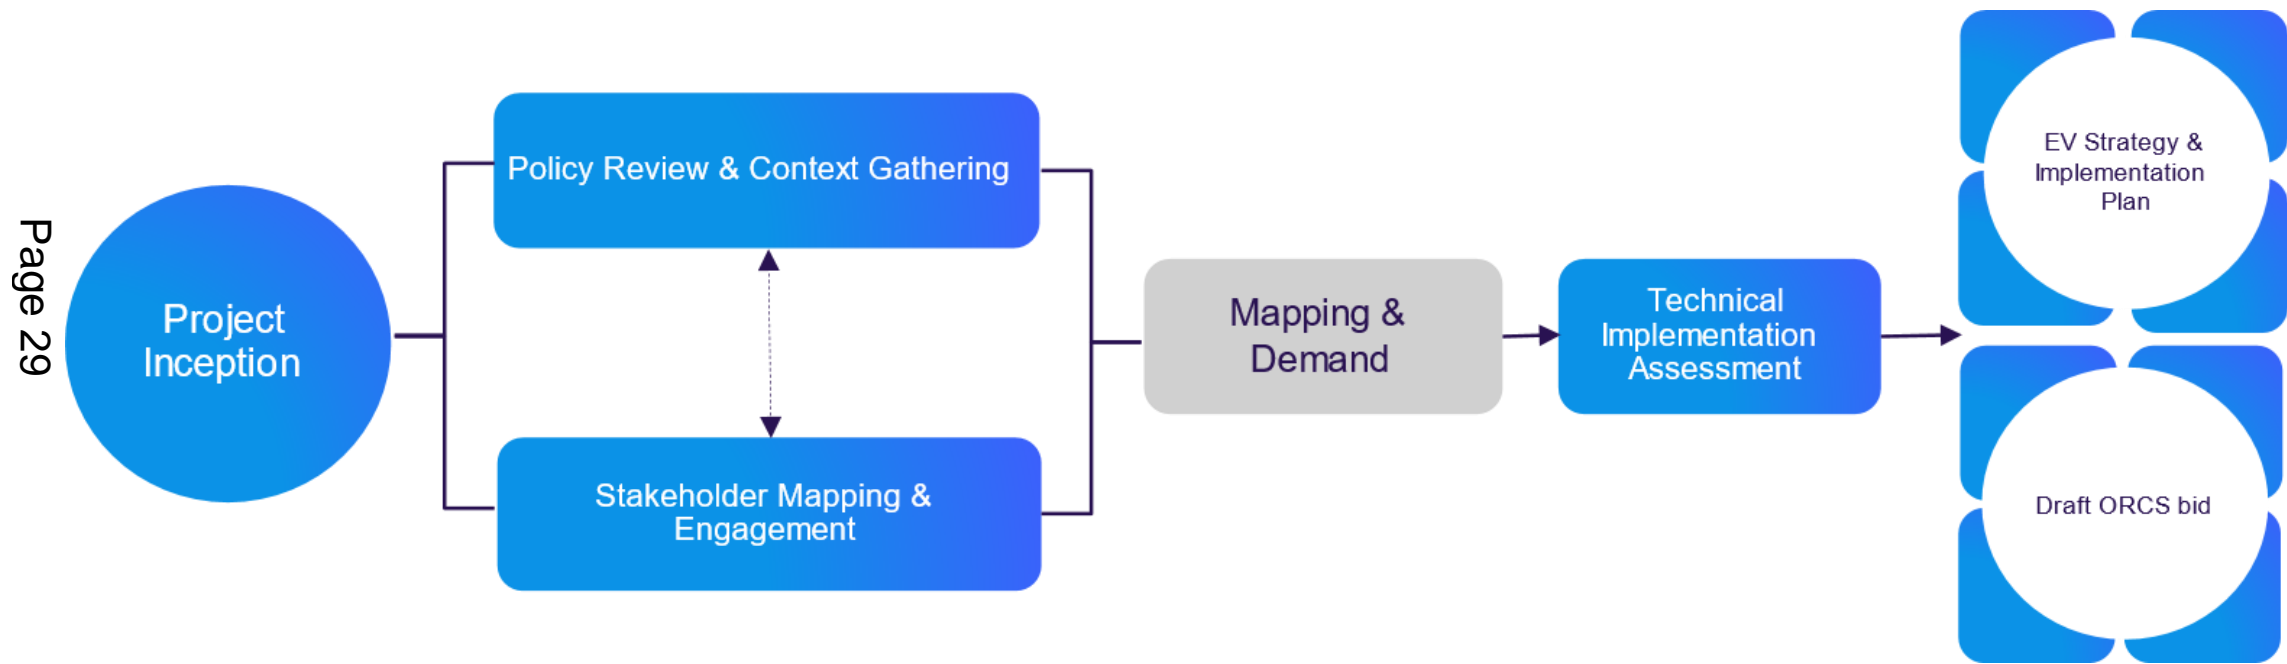 Page 29
Project
Inception
Policy Review & Context Gathering
Stakeholder Mapping &
Engagement
Mapping &
Demand
Technical
Implementation
Assessment
EV Strategy &
Implementation
Plan
Draft ORCS bid